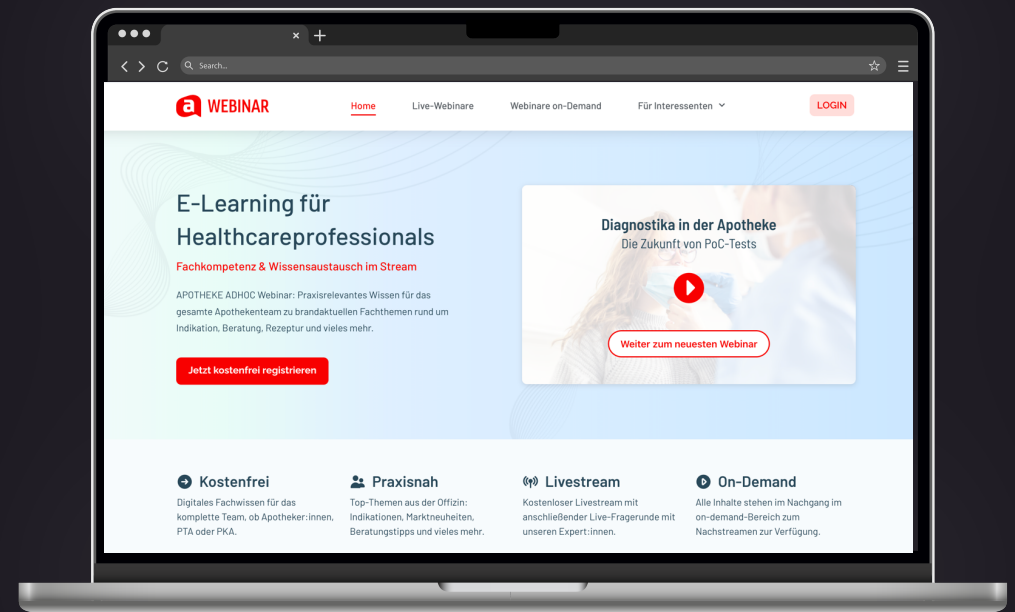 Search...
a WEBINAR
Home
Live-Webinare
Webinare on-Demand
Für Interessenten
LOGIN
E-Learning für
Healthcareprofessionals
Fachkompetenz & Wissensaustausch im Stream
APOTHEKE ADHOC Webinar: Praxisrelevantes Wissen für das
gesamte Apothekenteam zu brandaktuellen Fachthemen rund um
Indikation, Beratung, Rezeptur und vieles mehr.
Jetzt kostenfrei registrieren
Diagnostika in der Apotheke
Die Zukunft von PoC-Tests
Weiter zum neuesten Webinar
Kostenfrei
Digitales Fachwissen für das
komplette Team, ob Apotheker:innen,
PTA oder PKA.
Praxisnah
Top-Themen aus der Offizin:
Indikationen, Marktneuheiten,
Beratungstipps und vieles mehr.
Livestream
Kostenloser Livestream mit
anschließender Live-Fragerunde mit
unseren Expert:innen.
On-Demand
Alle Inhalte stehen im Nachgang im
on-demand-Bereich zum
Nachstreamen zur Verfügung.